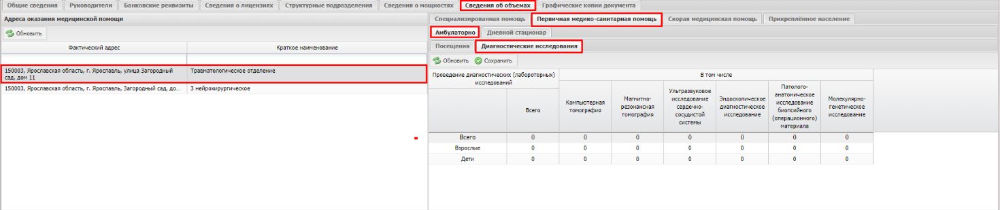 Общие сведения Руководители Банковские реквизиты Сведения о лицензиях Структурные подразделения Сведения о мощностях Сведения об объемах Графические копии документа
Адреса оказания медицинской помощи
Обновить
Фактический адрес Краткое наименование
150003, Ярославская область, г. Ярославль, улица Загородный
сад, дом 11
Травматологическое отделение
150003, Ярославская область, г. Ярославль, Загородный сад, до... 3 нейрохирургическое
Специализированная помощь Первичная медико-санитарная помощь Скорая медицинская помощь Прикреплённое население
Амбулаторно Дневной стационар
Посещения Диагностические исследования
Обновить Сохранить
Проведение диагностических (лабороторных)
исследований
В том числе
Всего
Компьютерная
томография
Магнитно-
резонансная
томография
Ультразвуковое
исследование
сердечно-
сосудистой
системы
Эндоскопическое
диагностическое
исследование
Патолого-
анатомическое
исследование
биопсийного
(операционного)
материала
Молекулярно-
генетическое
исследование
Всего 0 0 0 0 0 0 0
Взрослые 0 0 0 0 0 0 0
Дети 0 0 0 0 0 0 0